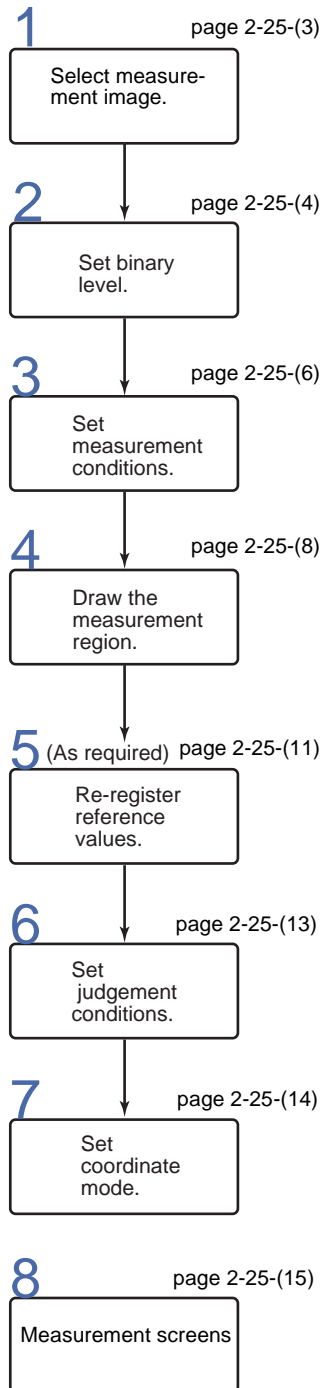 1 page 2-25-(3)
Select measure-
ment image.
2 page 2-25-(4)
Set binary
level.
3 page 2-25-(6)
Set
measurement
conditions.
4 page 2-25-(8)
Draw the
measurement
region.
5 (As required) page 2-25-(11)
Re-register
reference
values.
6 page 2-25-(13)
Set
judgement
conditions.
7 page 2-25-(14)
Set
coordinate
mode.
8 page 2-25-(15)
Measurement screens